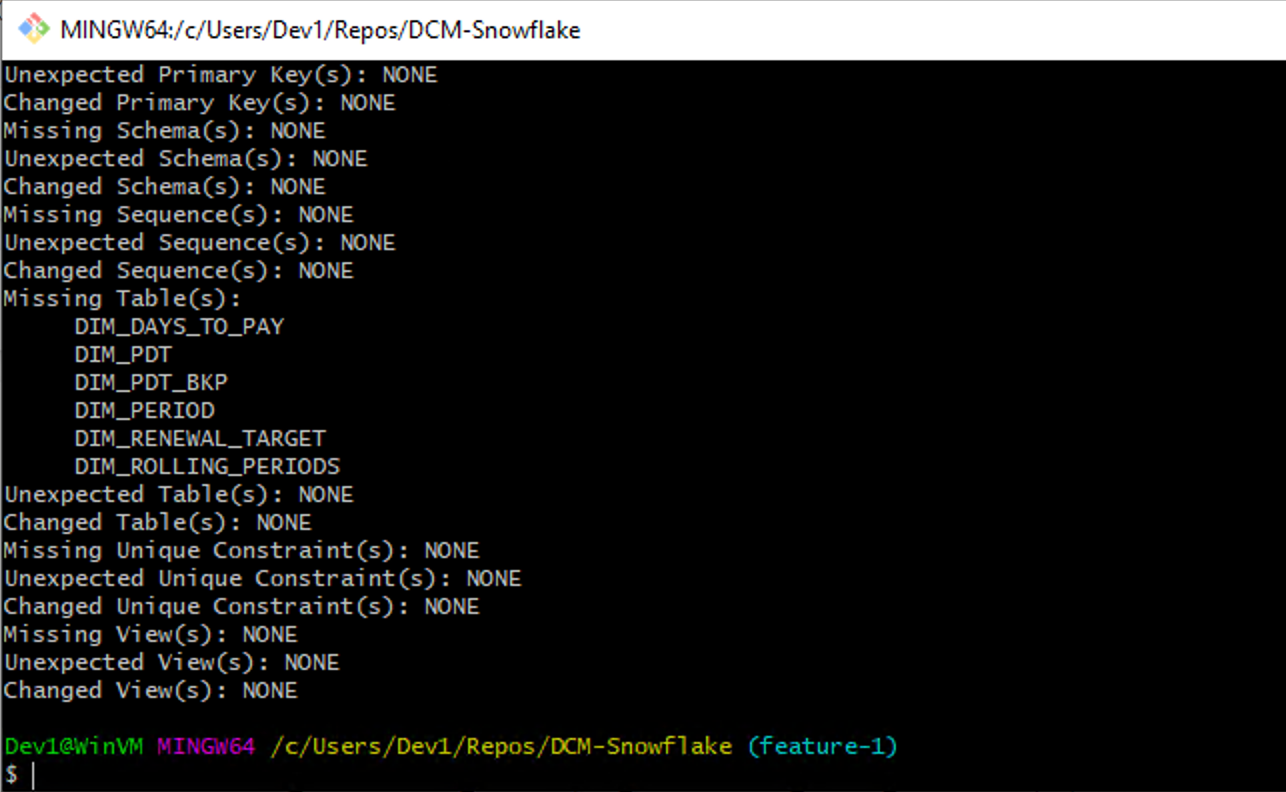 MINGW64:/c/Users/Dev1/Repos/DCM-Snowflake
Unexpected Primary Key(s): NONE
Changed Primary Key(s): NONE
Missing Schema(s): NONE
Unexpected Schema(s): NONE
Changed Schema(s): NONE
Missing Sequence(s): NONE
Unexpected Sequence(s): NONE
Changed Sequence(s): NONE
Missing Table(s):
     DIM_DAYS_TO_PAY
     DIM_PDT
     DIM_PDT_BKP
     DIM_PERIOD
     DIM_RENEWAL_TARGET
     DIM_ROLLING_PERIODS
Unexpected Table(s): NONE
Changed Table(s): NONE
Missing Unique Constraint(s): NONE
Unexpected Unique Constraint(s): NONE
Changed Unique Constraint(s): NONE
Missing View(s): NONE
Unexpected View(s): NONE
Changed View(s): NONE
Dev1@WinVM MINGW64 /c/Users/Dev1/Repos/DCM-Snowflake (feature-1)
$